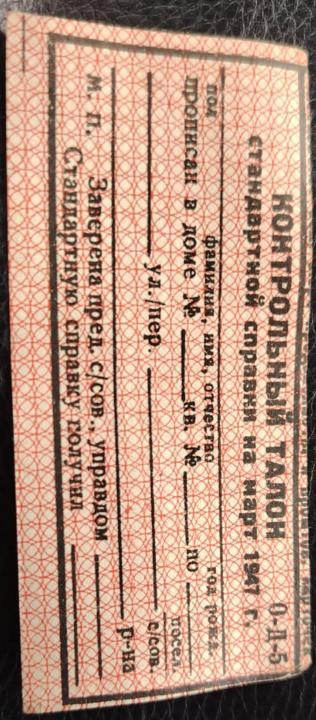 КОНТРОЛЬНЫЙ ТАЛОН О-Д-5
стандартной справки на март 1947 г.
фамилия, имя, отчество год рожд.
прописан в доме № кв. № по
посел.
ул./пер. с/сов.
р-на
М. П. Заверена пред. с/сов., управдом
Стандартную справку получил